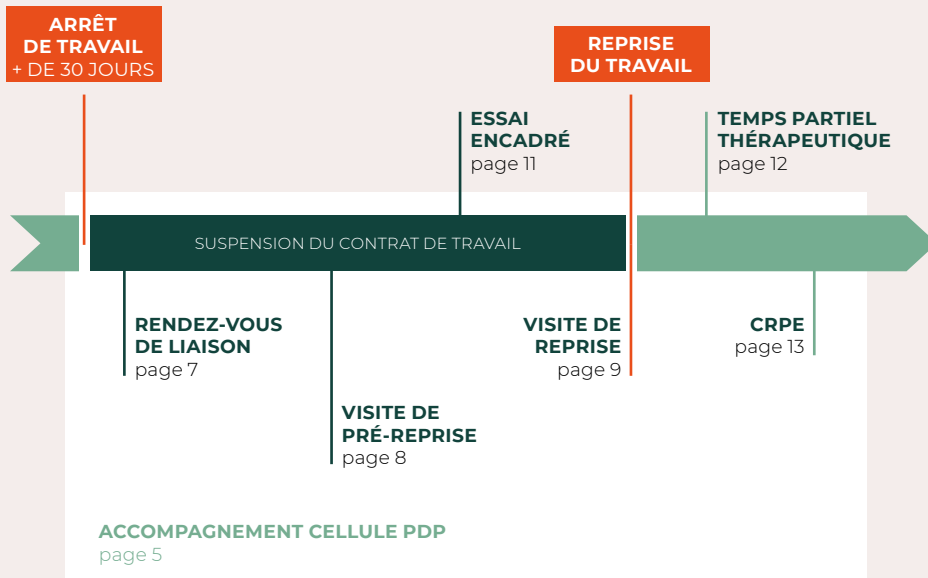 ARRÊT
DE TRAVAIL
+ DE 30 JOURS
REPRISE
DU TRAVAIL
ESSAI
ENCADRÉ
page 11
TEMPS PARTIEL
THÉRAPEUTIQUE
page 12
SUSPENSION DU CONTRAT DE TRAVAIL
RENDEZ-VOUS
DE LIAISON
page 7
VISITE DE
PRÉ-REPRISE
page 8
VISITE DE
REPRISE
page 9
CRPE
page 13
ACCOMPAGNEMENT CELLULE PDP
page 5